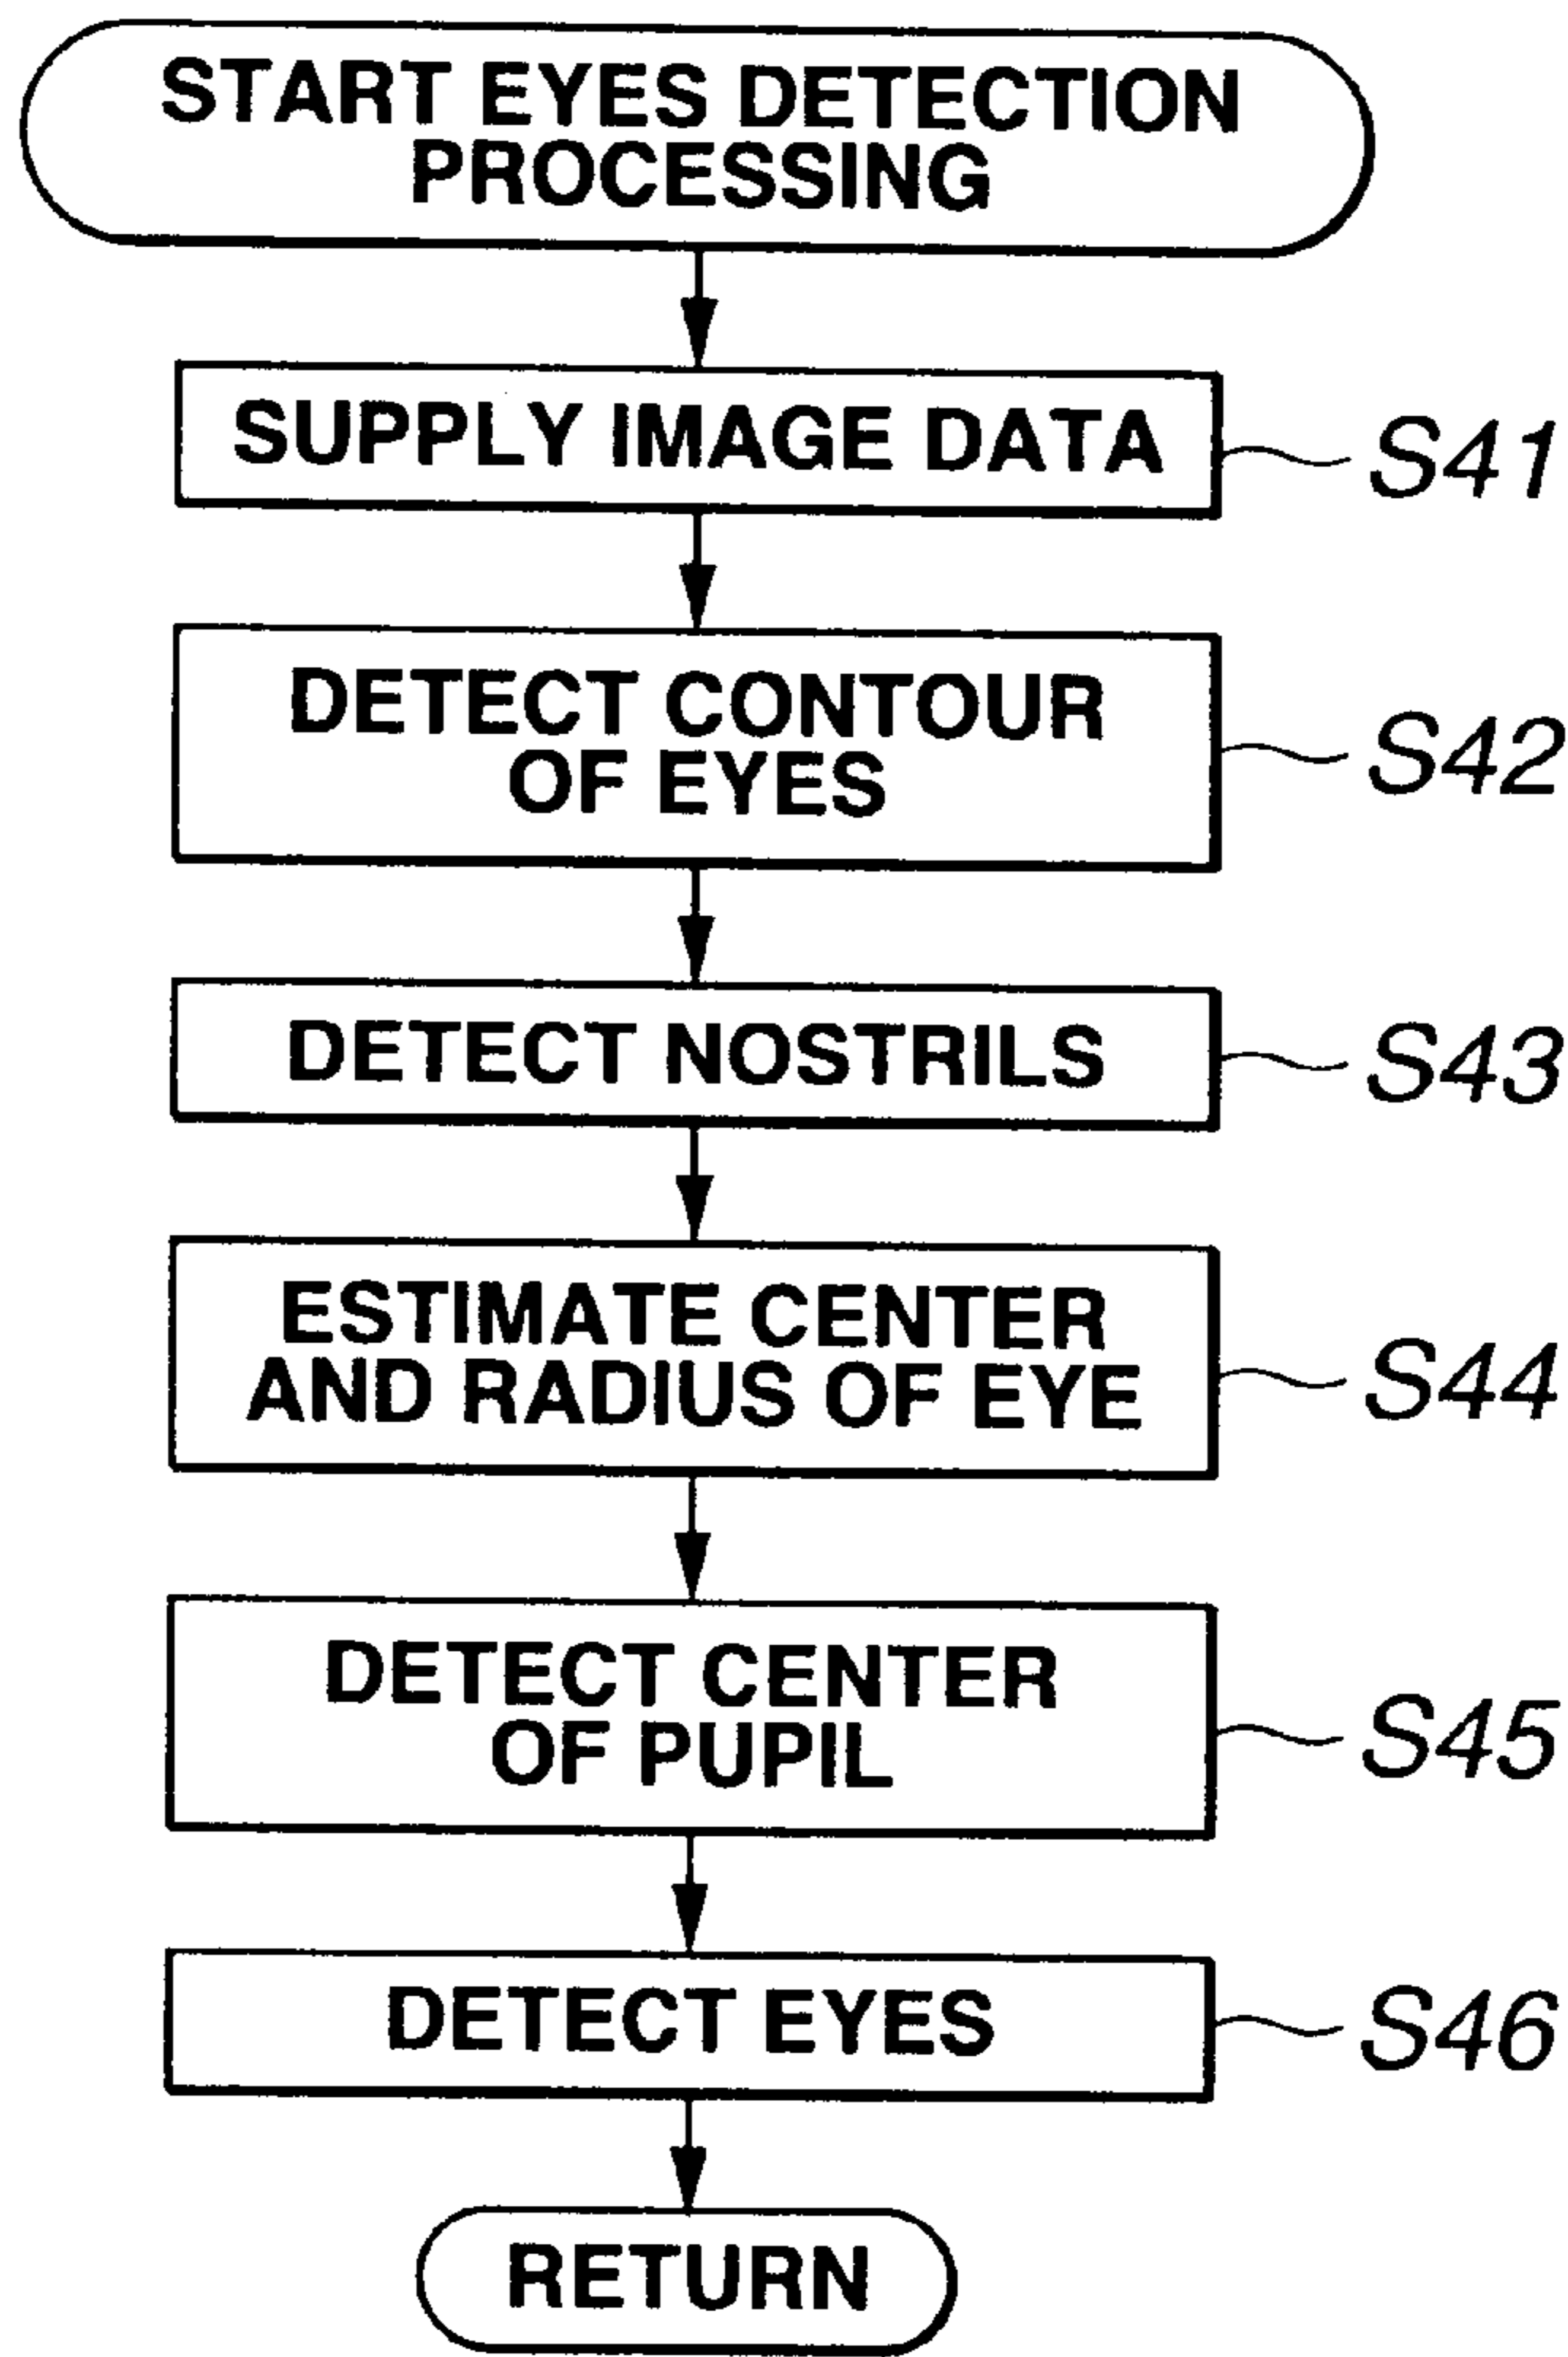 START EYES DETECTION
PROCESSING
SUPPLY IMAGE DATA
S41
DETECT CONTOUR
OF EYES
S42
DETECT NOSTRILS
S43
ESTIMATE CENTER
AND RADIUS OF EYE
S44
DETECT CENTER
OF PUPIL
S45
DETECT EYES
S46
RETURN